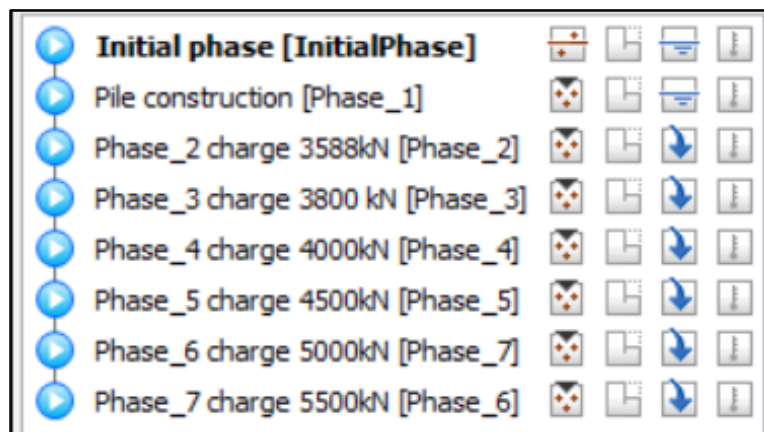 Initial phase [InitialPhase]
Pile construction [Phase_1]
Phase_2 charge 3588kN [Phase_2]
Phase_3 charge 3800 kN [Phase_3]
Phase_4 charge 4000kN [Phase_4]
Phase_5 charge 4500kN [Phase_5]
Phase_6 charge 5000kN [Phase_7]
Phase_7 charge 5500kN [Phase_6]